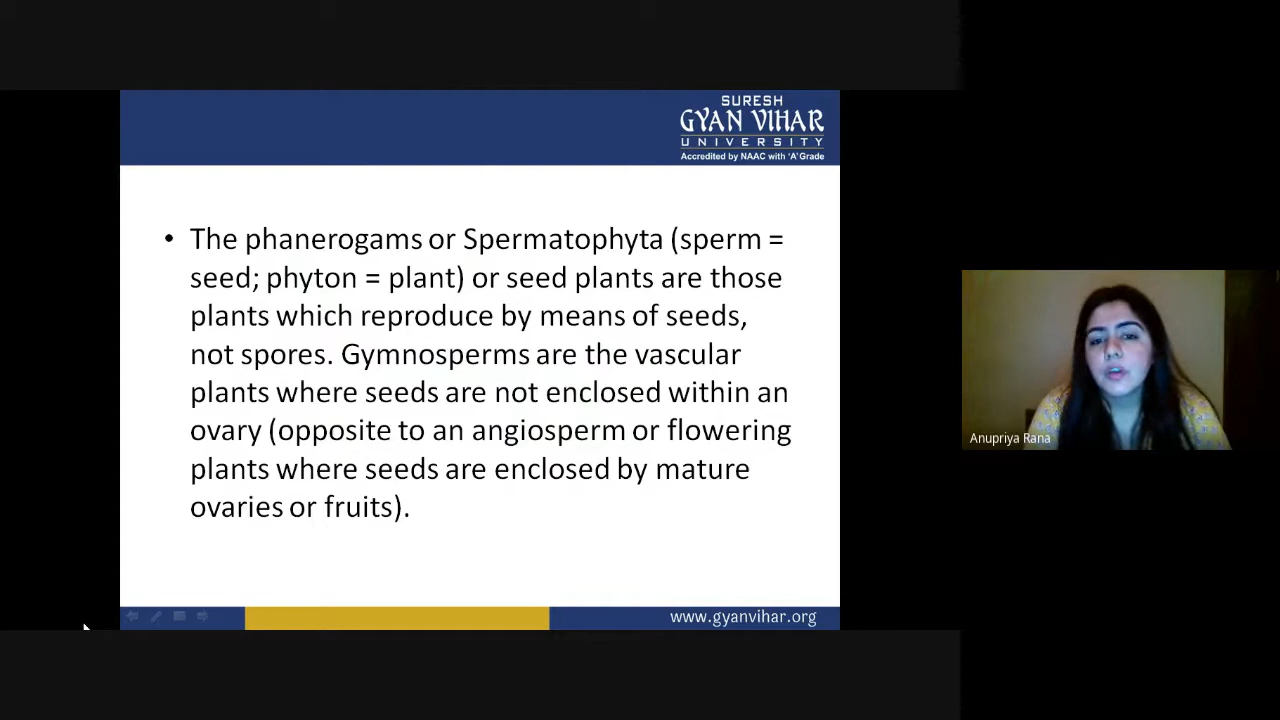 SURESH
GYAN VIHAR
UNIVERSITY
Accredited by NAAC with 'A' Grade
• The phanerogams or Spermatophyta (sperm =
seed; phyton = plant) or seed plants are those
plants which reproduce by means of seeds,
not spores. Gymnosperms are the vascular
plants where seeds are not enclosed within an
ovary (opposite to an angiosperm or flowering
plants where seeds are enclosed by mature
ovaries or fruits).
www.gyanvihar.org
Anupriya Rana